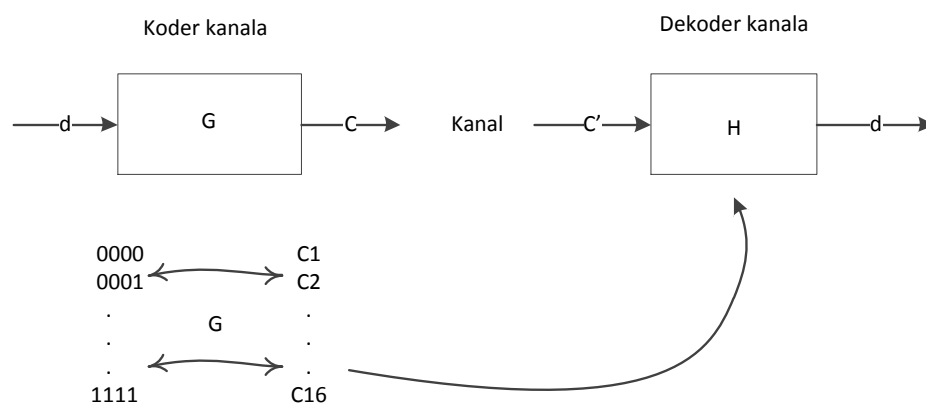 Koder kanala
Dekoder kanala
d
G
C
Kanal
C'
H
d
0000
C1
0001
C2
.
.
.
G
.
.
.
1111
C16